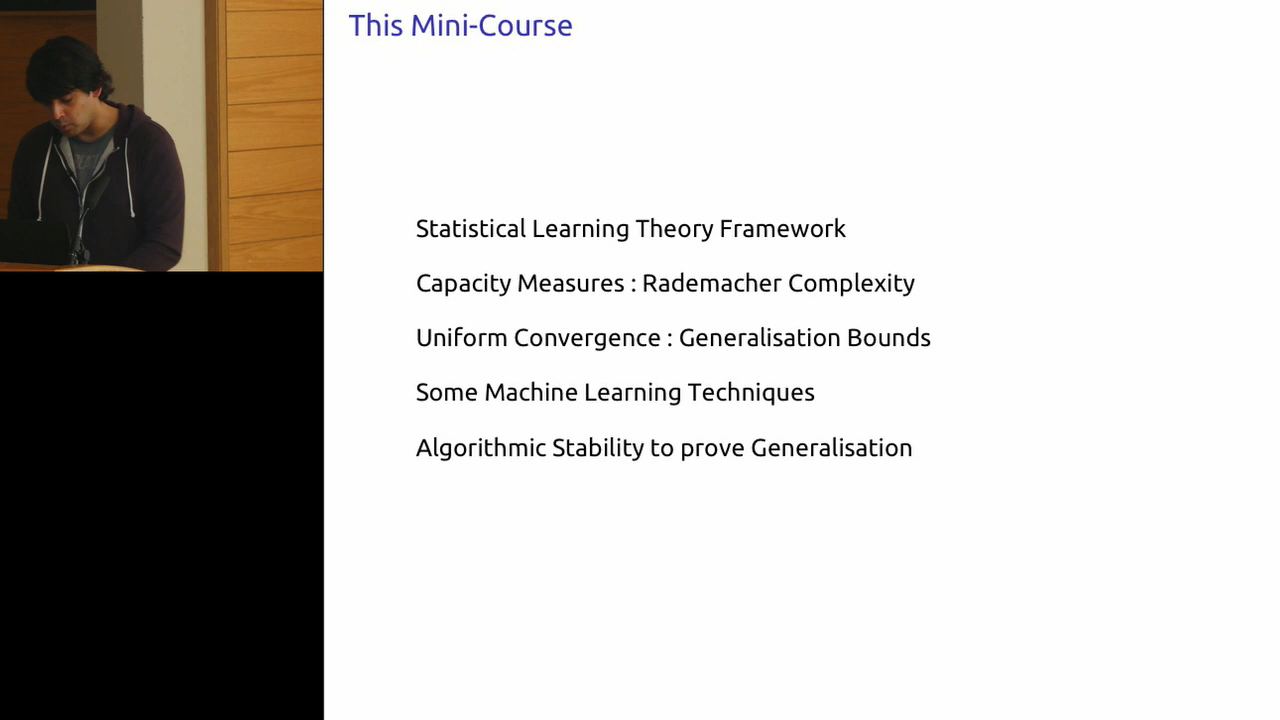 This Mini-Course
Statistical Learning Theory Framework
Capacity Measures : Rademacher Complexity
Uniform Convergence : Generalisation Bounds
Some Machine Learning Techniques
Algorithmic Stability to prove Generalisation